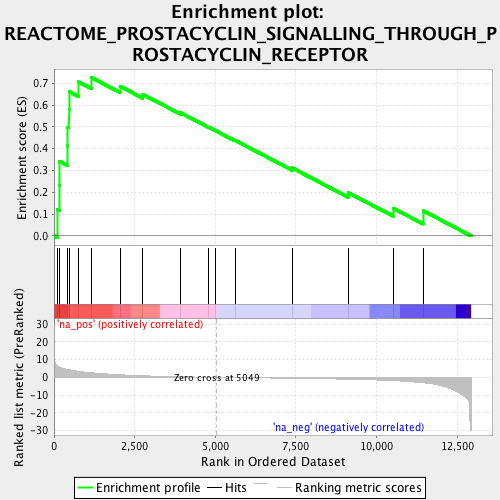 Enrichment plot:
REACTOME_PROSTACYCLIN_SIGNALLING_THROUGH_P
ROSTACYCLIN_RECEPTOR
Enrichment score (ES)
0.7
0.6
0.5
0.4
0.3
0.2
0.1
0.0
Ranked list metric (PreRanked)
30
20
10
0
-10
-20
-30
'na_pos' (positively correlated)
Zero cross at 5049
'na_neg' (negatively correlated)
0
2,500
5,000
7,500
10,000
12,500
Rank in Ordered Dataset
Enrichment profile
Hits
Ranking metric scores